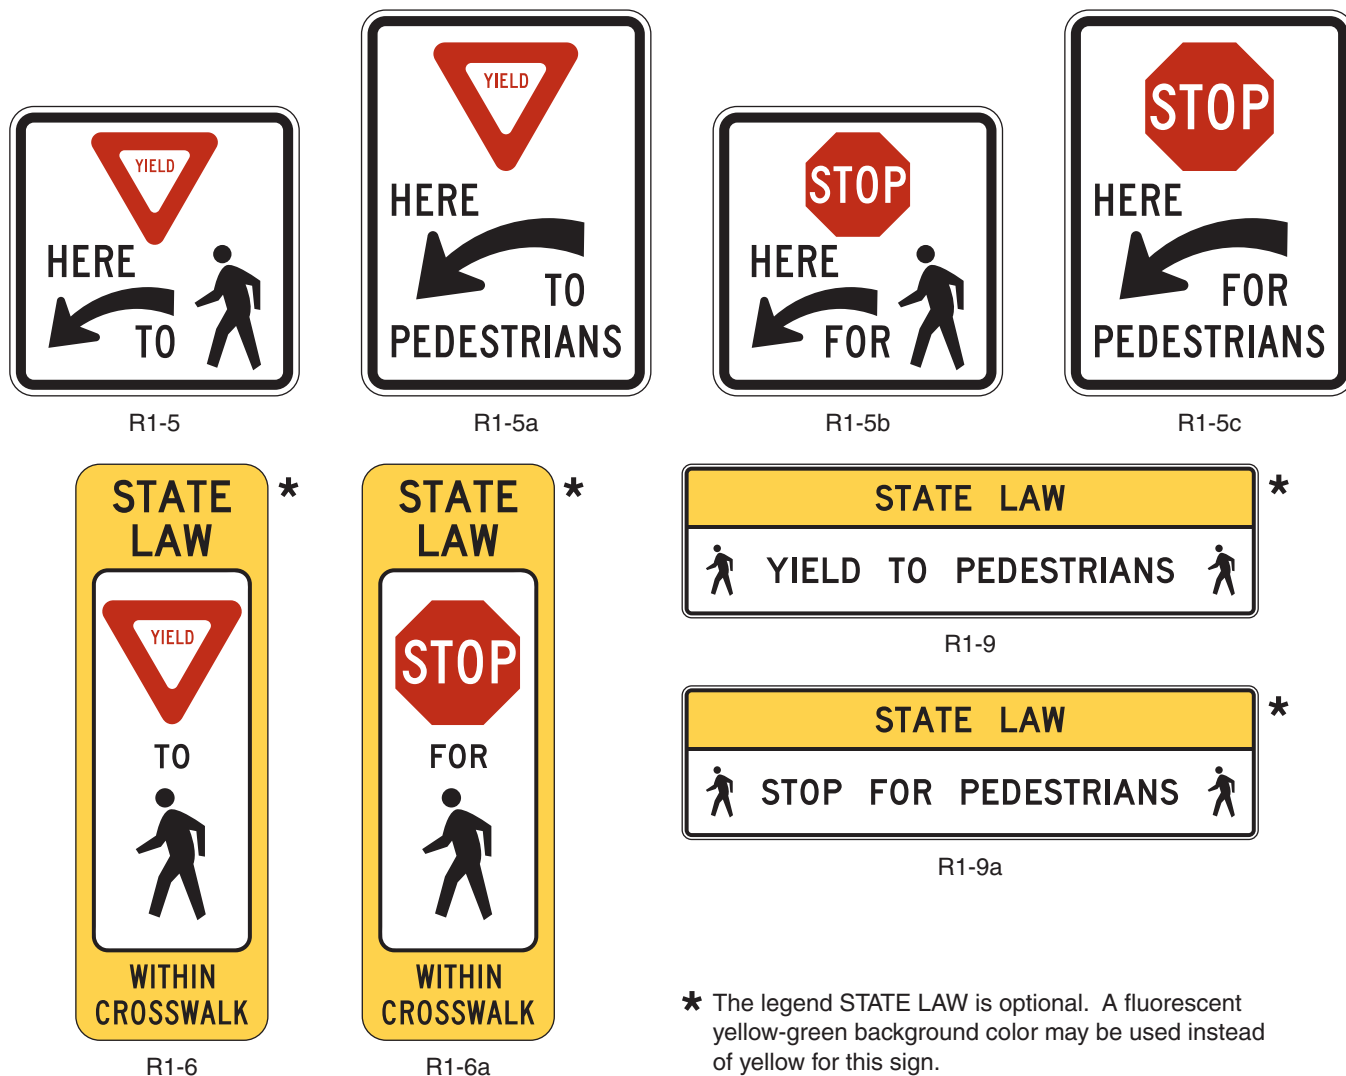 YIELD
HERE
TO
R1-5
YIELD
HERE
TO
PEDESTRIANS
R1-5a
STOP
HERE
FOR
R1-5b
STOP
HERE
FOR
PEDESTRIANS
R1-5c
STATE
LAW
YIELD
TO
WITHIN
CROSSWALK
*
R1-6
STATE
LAW
STOP
FOR
WITHIN
CROSSWALK
*
R1-6a
STATE LAW
YIELD TO PEDESTRIANS
*
R1-9
STATE LAW
STOP FOR PEDESTRIANS
*
R1-9a
* The legend STATE LAW is optional. A fluorescent
yellow-green background color may be used instead
of yellow for this sign.